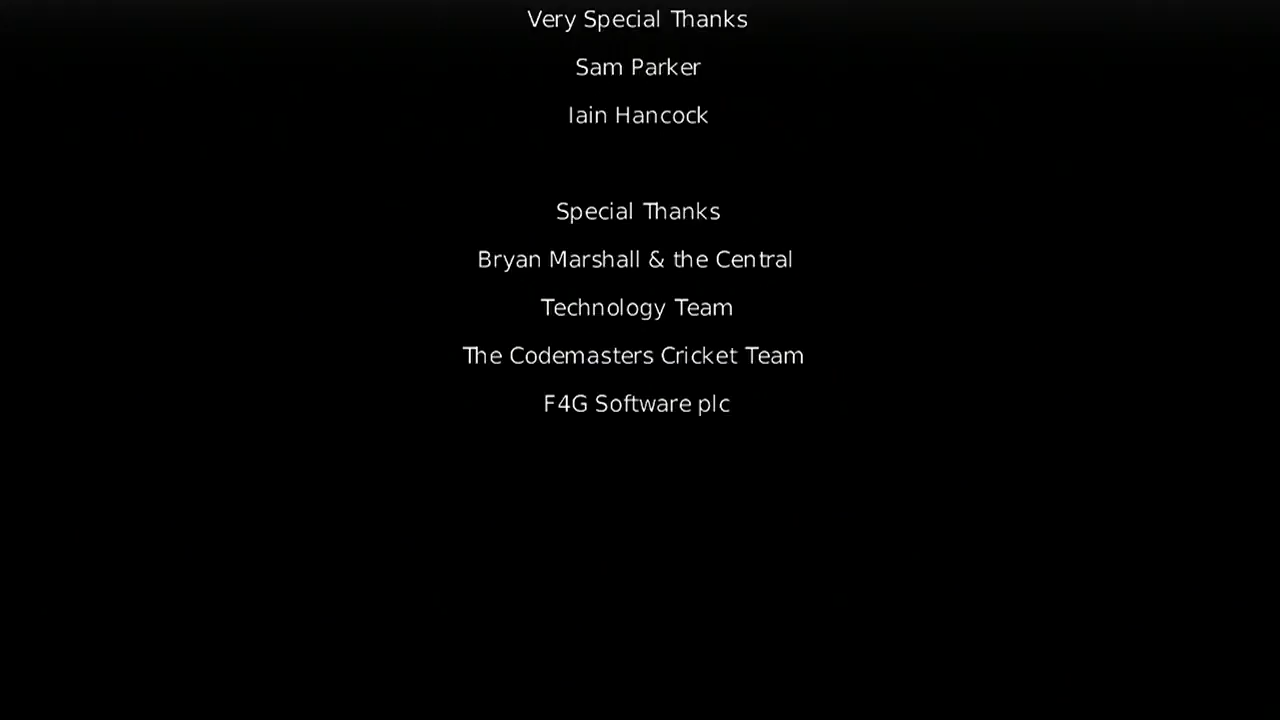 Very Special Thanks
Sam Parker
Iain Hancock
Special Thanks
Bryan Marshall & the Central
Technology Team
The Codemasters Cricket Team
F4G Software plc